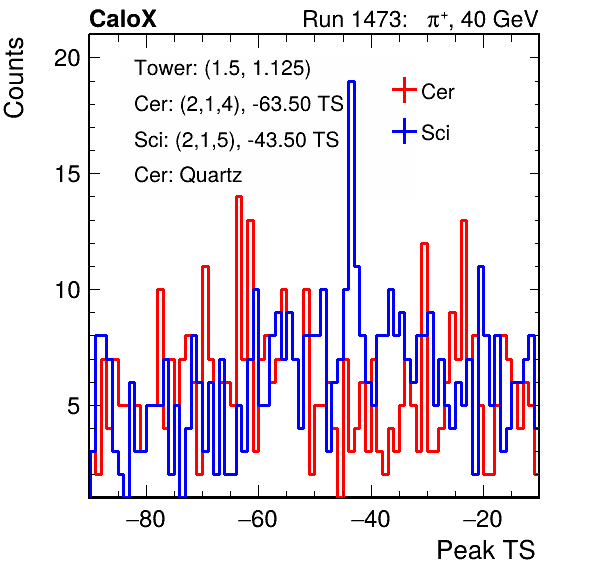 CaloX Run 1473: π⁺, 40 GeV
Counts
Tower: (1.5, 1.125)
Cer: (2,1,4), -63.50 TS
Sci: (2,1,5), -43.50 TS
Cer: Quartz
Cer
Sci
20
15
10
5
−80 −60 −40 −20
Peak TS